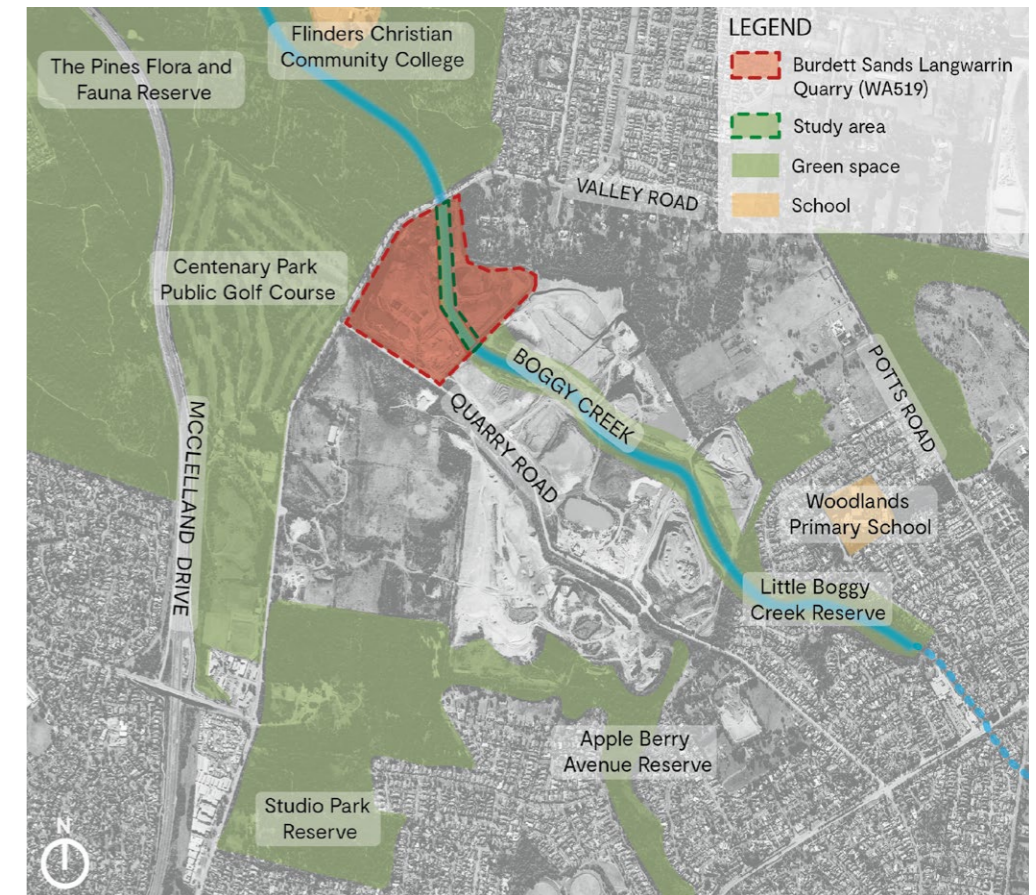 LEGEND
Burdett Sands Langwarrin
Quarry (WA519)
Study area
Green space
School
Flinders Christian
Community College
The Pines Flora and
Fauna Reserve
VALLEY ROAD
Centenary Park
Public Golf Course
BOGGY CREEK
POTTS ROAD
QUARRY ROAD
MCCLELLAND DRIVE
Woodlands
Primary School
Little Boggy
Creek Reserve
Apple Berry
Avenue Reserve
Studio Park
Reserve
N